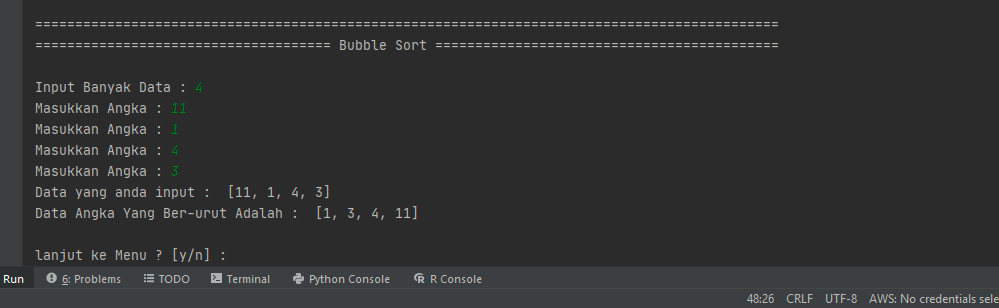 =============================================================================================
===================================== Bubble Sort ===========================================
Input Banyak Data : 4
Masukkan Angka : 11
Masukkan Angka : 1
Masukkan Angka : 4
Masukkan Angka : 3
Data yang anda input :  [11, 1, 4, 3]
Data Angka Yang Ber-urut Adalah :  [1, 3, 4, 11]
lanjut ke Menu ? [y/n] :
Run 6: Problems TODO Terminal Python Console R Console
48:26 CRLF UTF-8 AWS: No credentials sele